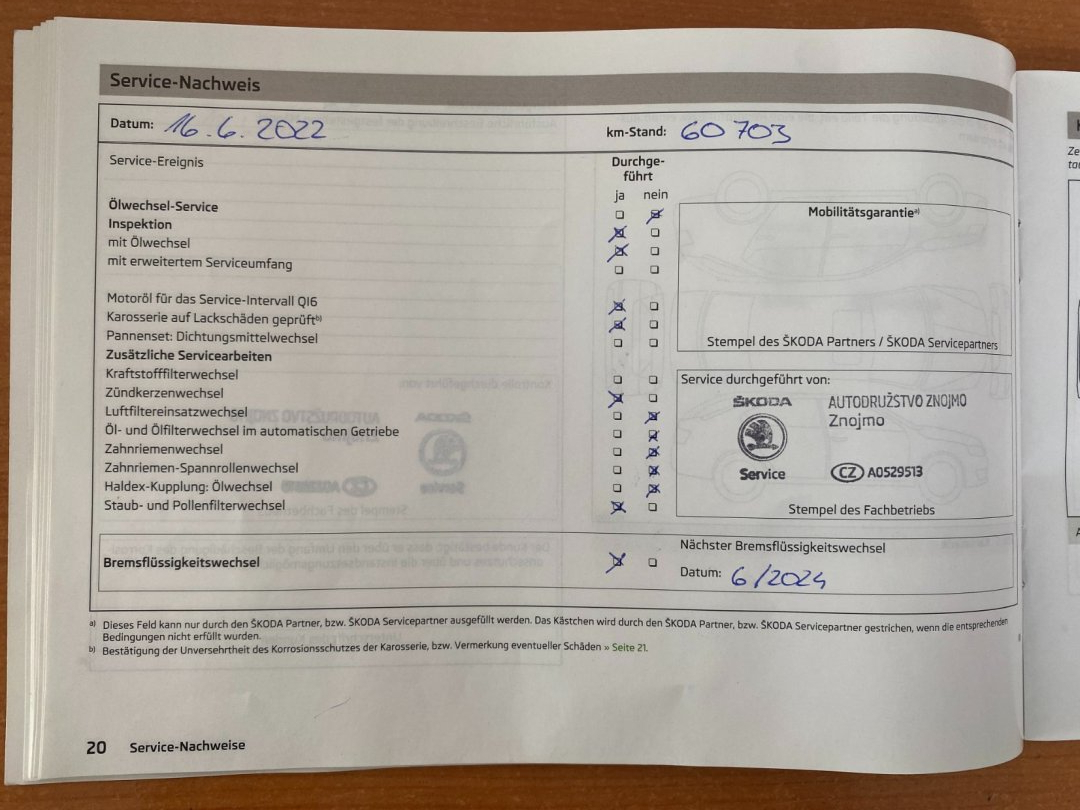 Service-Nachweis
Datum: 16.6.2022 km-Stand: 60703
Service-Ereignis
Durchge-
führt
ja nein
Ölwechsel-Service
Inspektion
mit Ölwechsel
mit erweitertem Serviceumfang
Motoröl für das Service-Intervall QI6
Karosserie auf Lackschäden geprüftᵇ⁾
Pannenset: Dichtungsmittelwechsel
Zusätzliche Servicearbeiten
Kraftstofffilterwechsel
Zündkerzenwechsel
Luftfiltereinsatzwechsel
Öl- und Ölfilterwechsel im automatischen Getriebe
Zahnriemenwechsel
Zahnriemen-Spannrollenwechsel
Haldex-Kupplung: Ölwechsel
Staub- und Pollenfilterwechsel
Mobilitätsgarantieᵃ⁾
Stempel des ŠKODA Partners / ŠKODA Servicepartners
Service durchgeführt von:
ŠKODA AUTODRUŽSTVO ZNOJMO
Znojmo
Service CZ A0529513
Stempel des Fachbetriebs
Bremsflüssigkeitswechsel
Nächster Bremsflüssigkeitswechsel
Datum: 6/2024
ᵃ⁾ Dieses Feld kann nur durch den ŠKODA Partner, bzw. ŠKODA Servicepartner ausgefüllt werden. Das Kästchen wird durch den ŠKODA Partner, bzw. ŠKODA Servicepartner gestrichen, wenn die entsprechenden
Bedingungen nicht erfüllt wurden.
ᵇ⁾ Bestätigung der Unversehrtheit des Korrosionsschutzes der Karosserie, bzw. Vermerkung eventueller Schäden » Seite 21.
20 Service-Nachweise